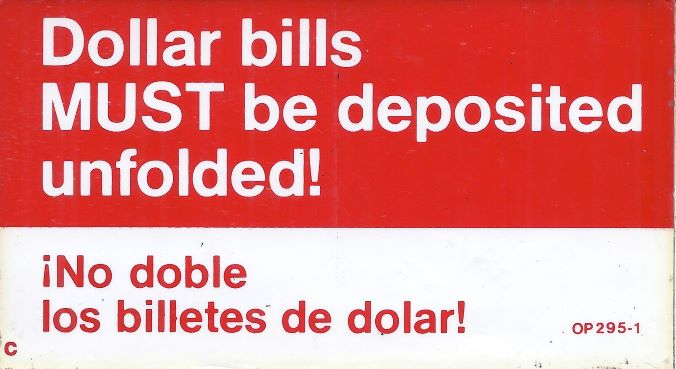 Dollar bills
MUST be deposited
unfolded!
¡No doble
los billetes de dolar!
OP295-1
c